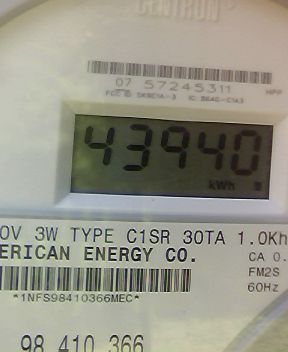 CENTRON
07 57245311
43940
kWh
0V 3W TYPE C1SR 30TA 1.0Kh
ERICAN ENERGY CO.
CA 0.
FM2S
60Hz
*1NFS98410366MEC*
98 410 366